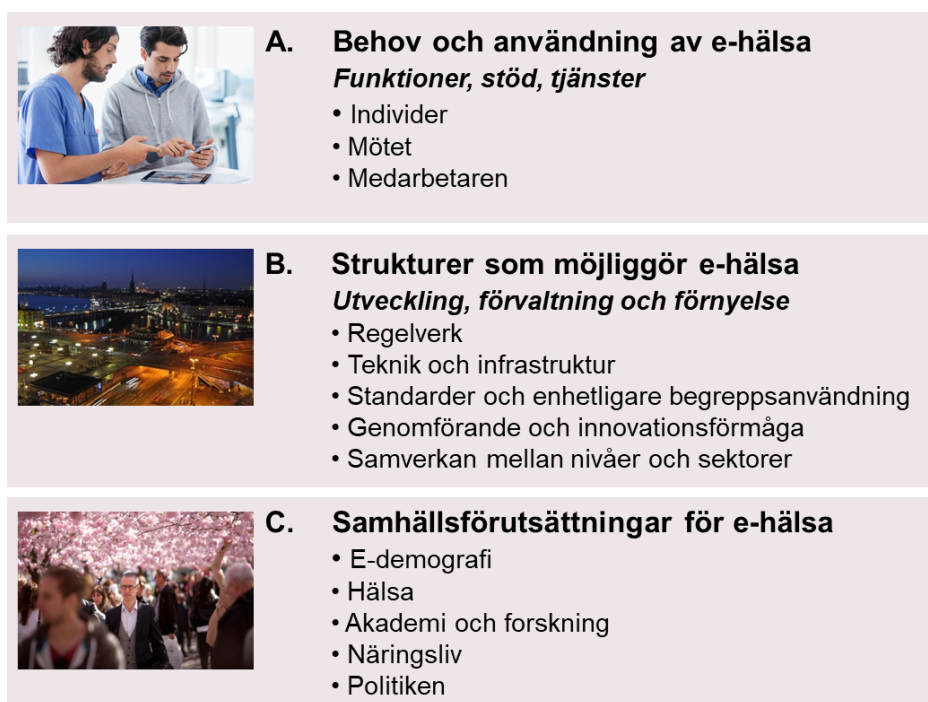 A. Behov och användning av e-hälsa
Funktioner, stöd, tjänster
• Individer
• Mötet
• Medarbetaren
B. Strukturer som möjliggör e-hälsa
Utveckling, förvaltning och förnyelse
• Regelverk
• Teknik och infrastruktur
• Standarder och enhetligare begreppsanvändning
• Genomförande och innovationsförmåga
• Samverkan mellan nivåer och sektorer
C. Samhällsförutsättningar för e-hälsa
• E-demografi
• Hälsa
• Akademi och forskning
• Näringsliv
• Politiken